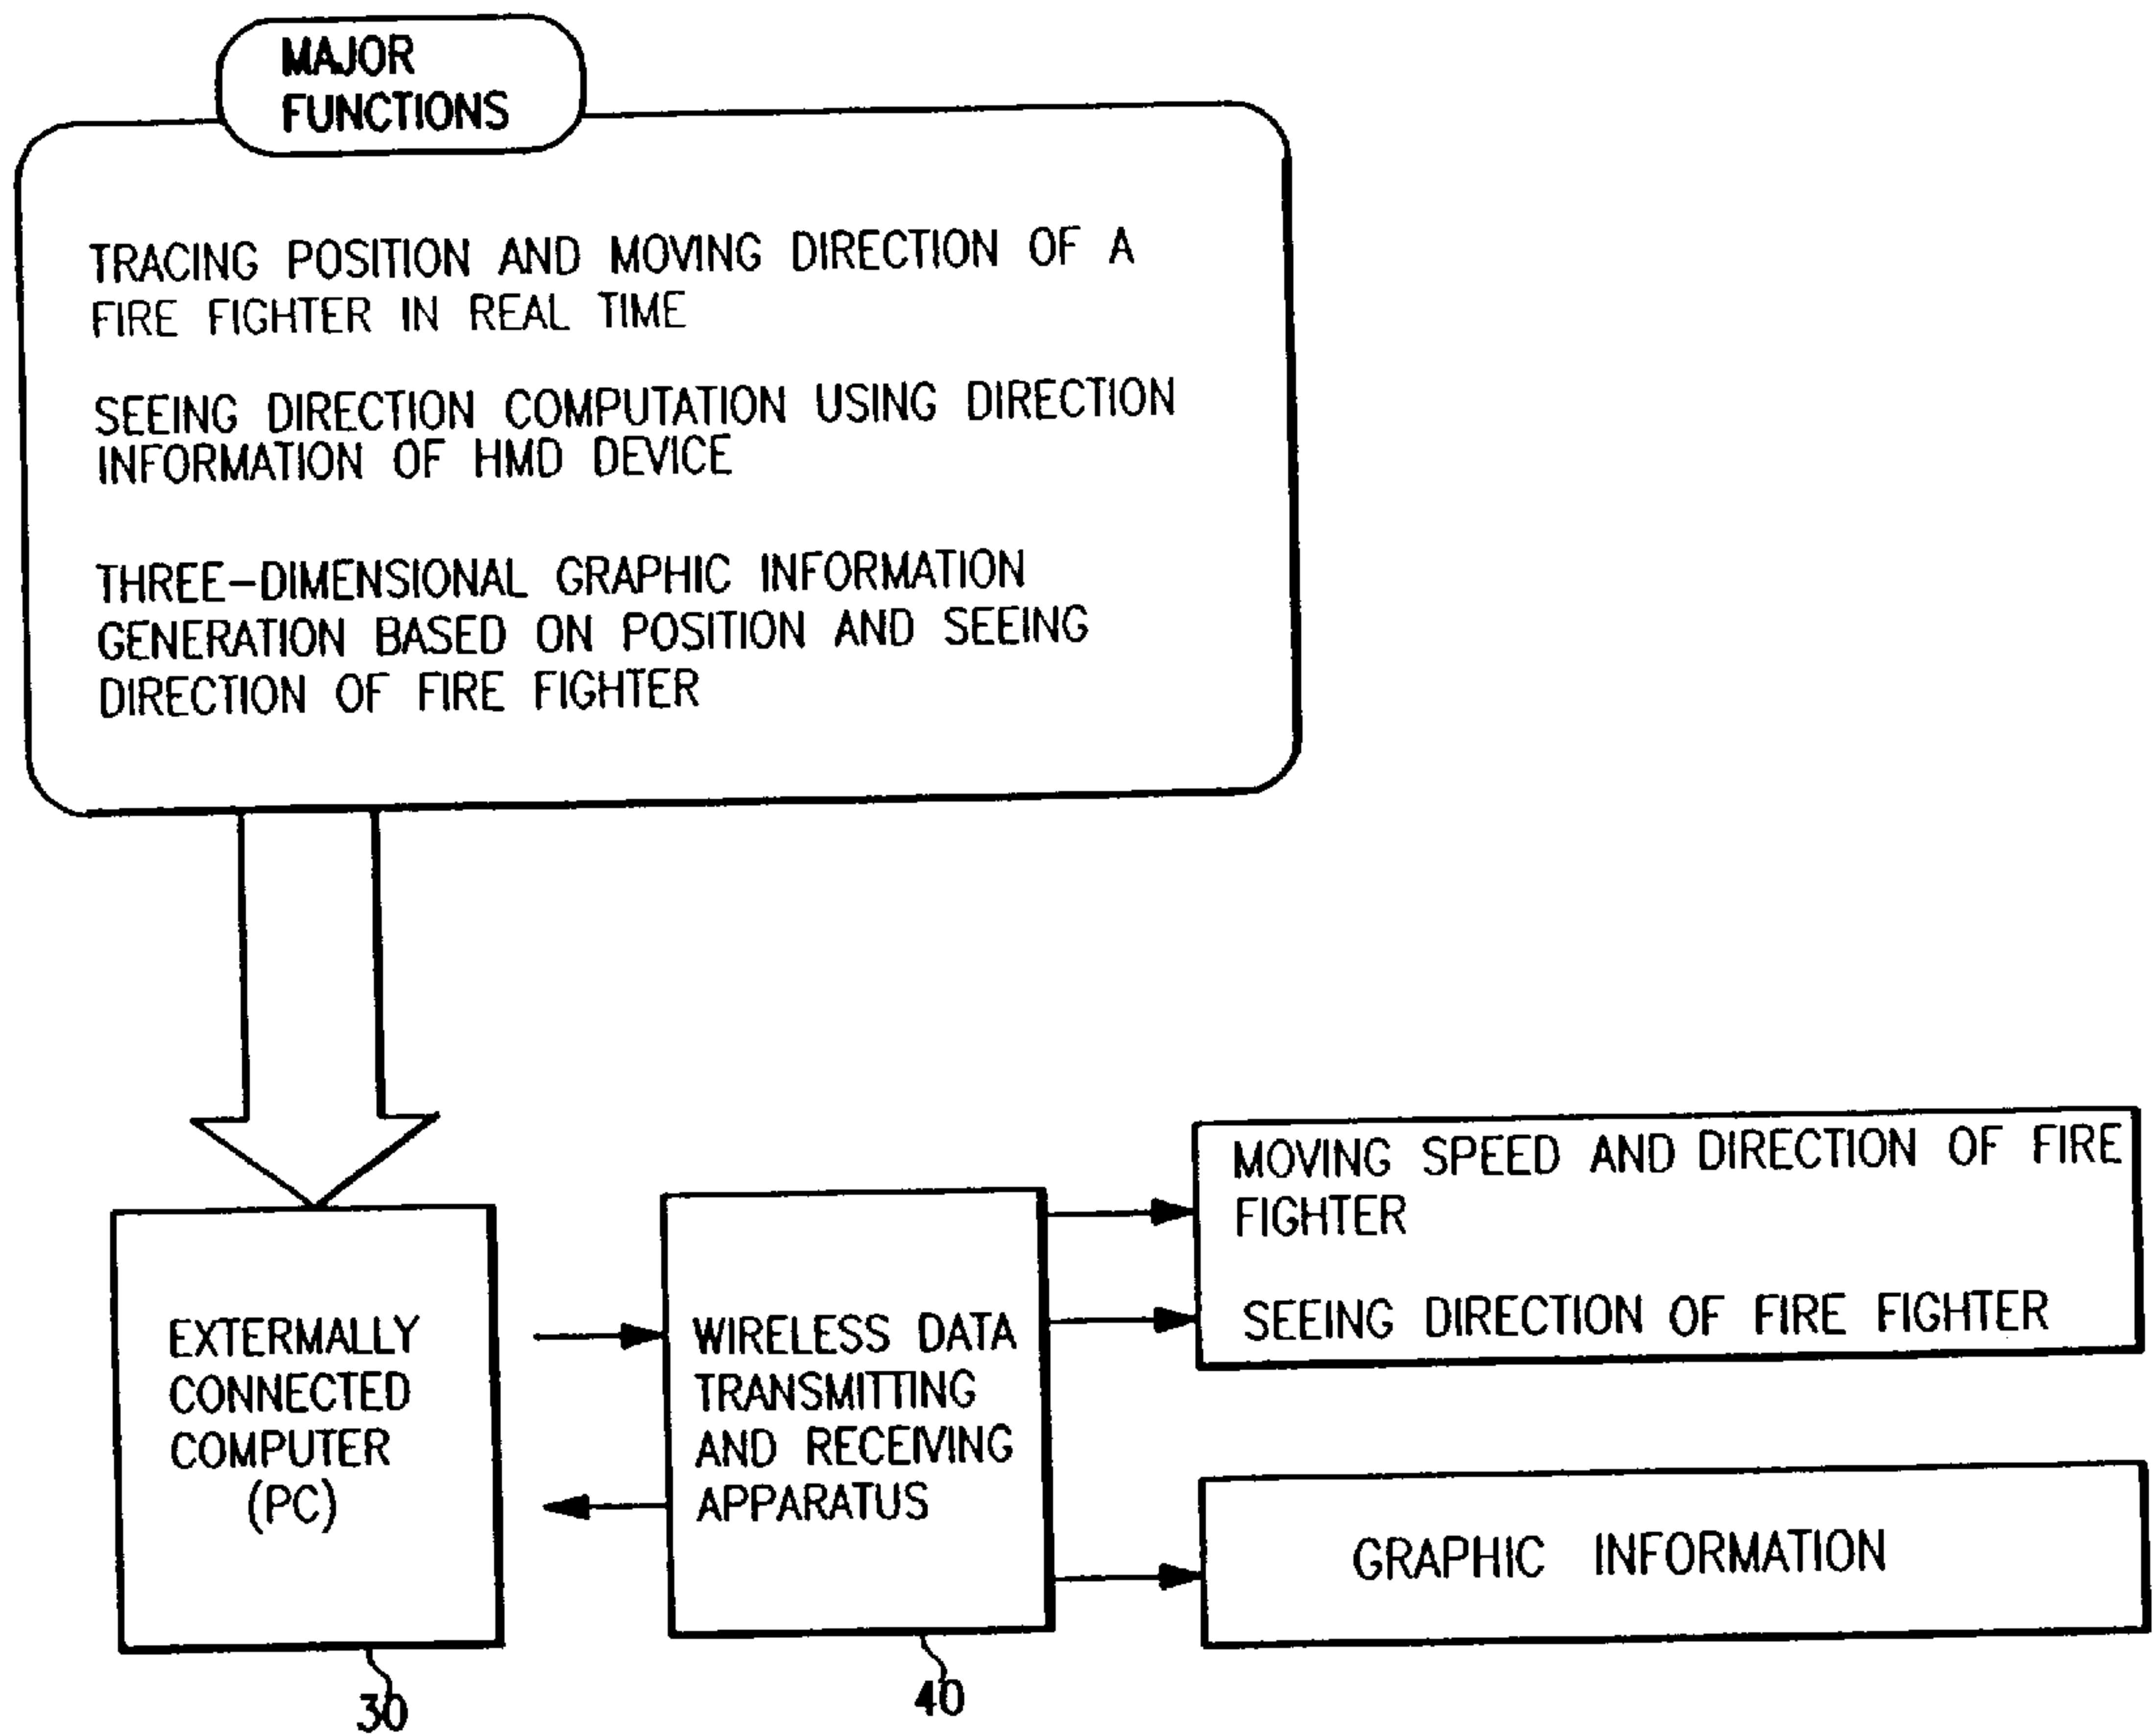 MAJOR
FUNCTIONS
TRACING POSITION AND MOVING DIRECTION OF A
FIRE FIGHTER IN REAL TIME
SEEING DIRECTION COMPUTATION USING DIRECTION
INFORMATION OF HMD DEVICE
THREE-DIMENSIONAL GRAPHIC INFORMATION
GENERATION BASED ON POSITION AND SEEING
DIRECTION OF FIRE FIGHTER
EXTERMALLY
CONNECTED
COMPUTER
(PC)
30
WIRELESS DATA
TRANSMITTING
AND RECEIVING
APPARATUS
40
MOVING SPEED AND DIRECTION OF FIRE
FIGHTER
SEEING DIRECTION OF FIRE FIGHTER
GRAPHIC INFORMATION